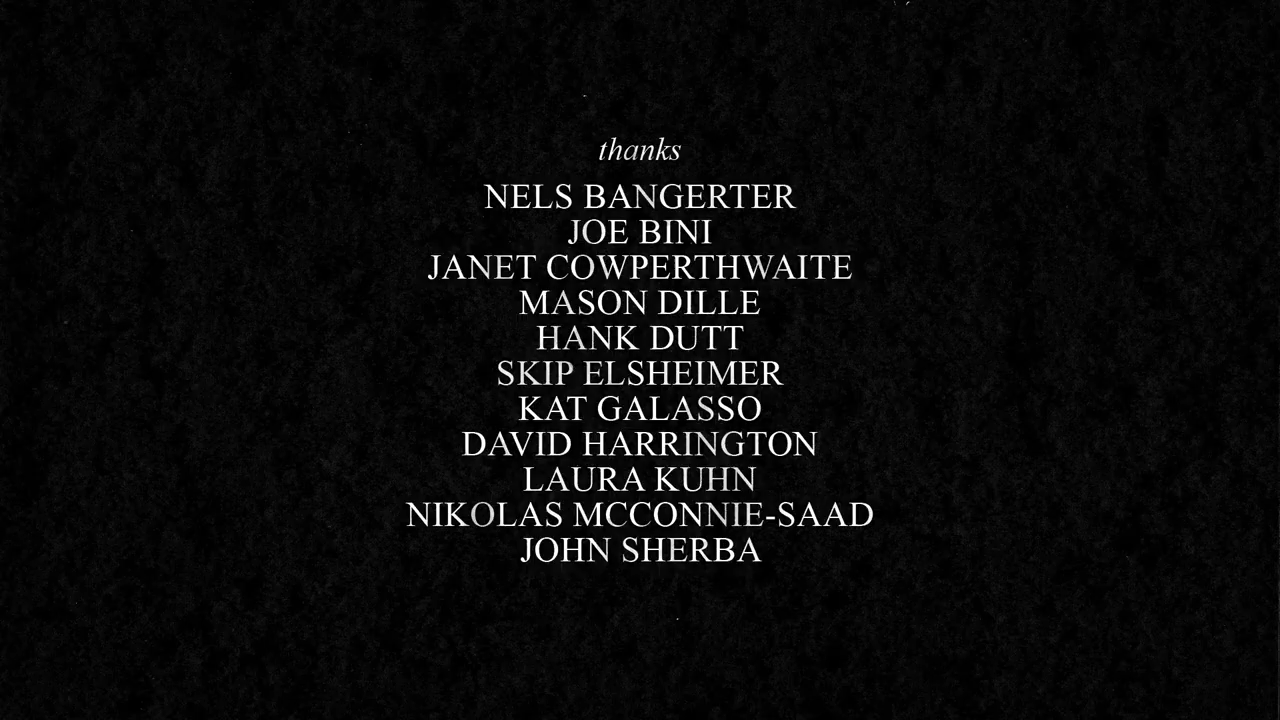 thanks
NELS BANGERTER
JOE BINI
JANET COWPERTHWAITE
MASON DILLE
HANK DUTT
SKIP ELSHEIMER
KAT GALASSO
DAVID HARRINGTON
LAURA KUHN
NIKOLAS MCCONNIE-SAAD
JOHN SHERBA